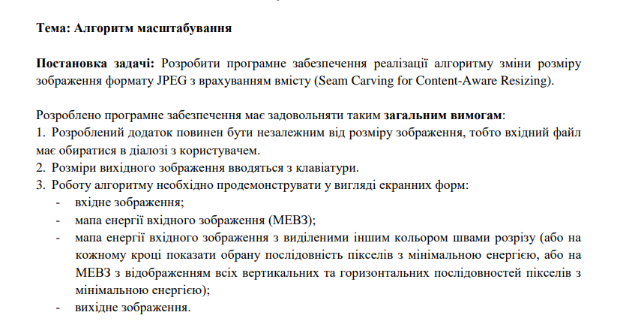 Тема: Алгоритм масштабування
Постановка задачі: Розробити програмне забезпечення реалізації алгоритму зміни розміру
зображення формату JPEG з врахуванням вмісту (Seam Carving for Content-Aware Resizing).
Розроблено програмне забезпечення має задовольняти таким загальним вимогам:
1. Розроблений додаток повинен бути незалежним від розміру зображення, тобто вхідний файл
має обиратися в діалозі з користувачем.
2. Розміри вихідного зображення вводяться з клавіатури.
3. Роботу алгоритму необхідно продемонструвати у вигляді екранних форм:
- вхідне зображення;
- мапа енергії вхідного зображення (МЕВЗ);
- мапа енергії вхідного зображення з виділеними іншим кольором швами розрізу (або на
кожному кроці показати обрану послідовність пікселів з мінімальною енергією, або на
МЕВЗ з відображенням всіх вертикальних та горизонтальних послідовностей пікселів з
мінімальною енергією);
- вихідне зображення.